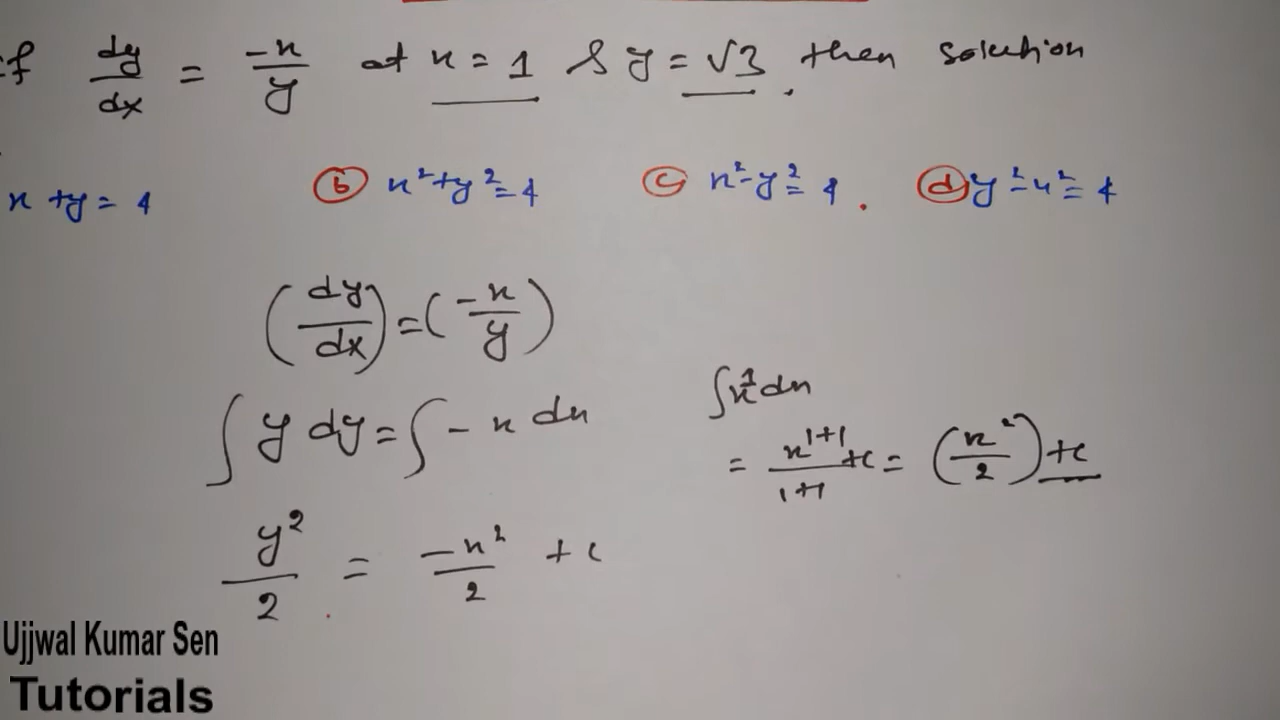 if dy/dx = -x/y at x = 1 & y = √3, then solution
x + y = 4 (b) x² + y² = 4 (c) x² - y² = 4. (d) y² - x² = 4
(dy/dx) = (-x/y)
∫ y dy = ∫ - x dx
∫x¹dx
= x¹⁺¹/1+1 + c = (x²/2) + c
y²/2 = -x²/2 + c
Ujjwal Kumar Sen
Tutorials